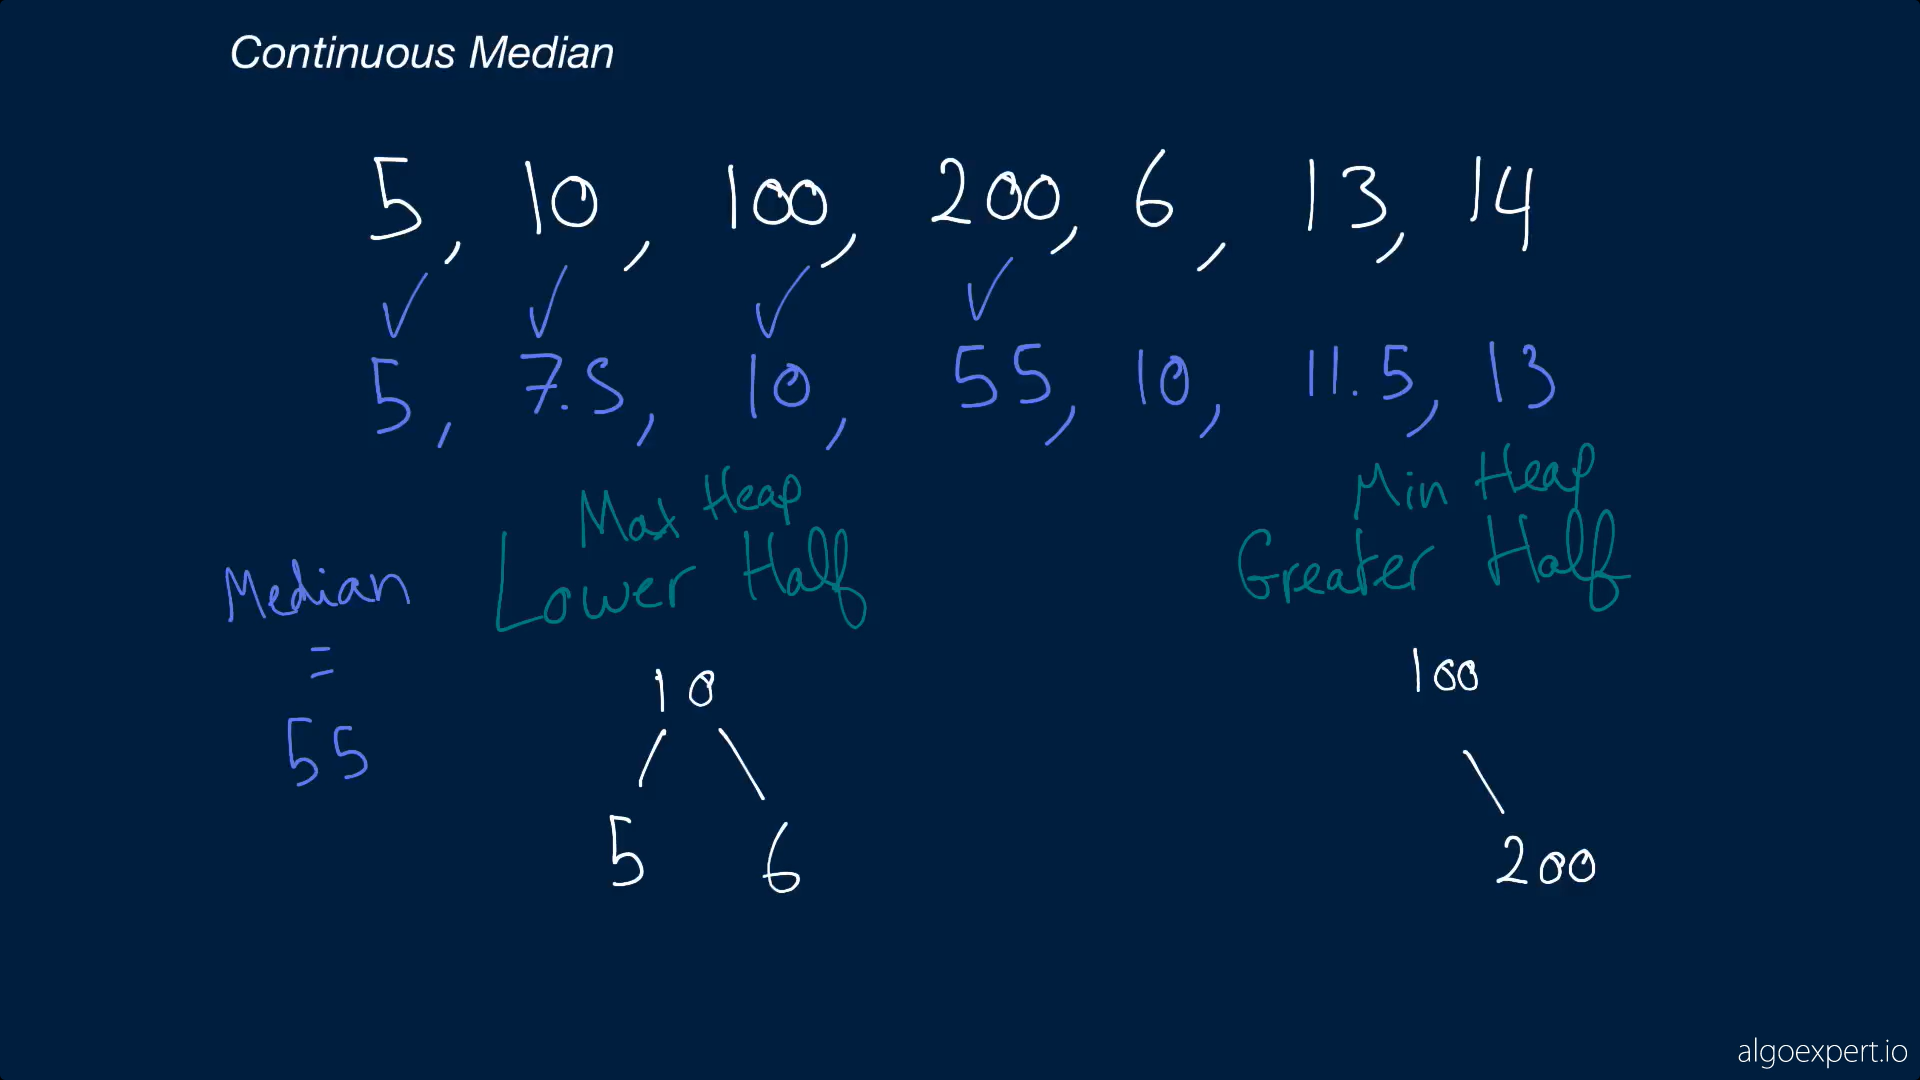 Continuous Median
5, 10, 100, 200, 6, 13, 14
✓ ✓ ✓ ✓
5, 7.5, 10, 55, 10, 11.5, 13
Max Heap
Lower Half
Min Heap
Greater Half
Median
=
55
10
5 6
100
200
algoexpert.io